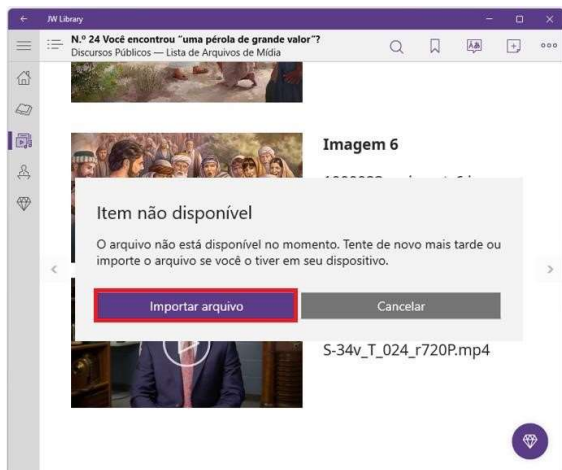 JW Library
N.º 24 Você encontrou “uma pérola de grande valor”?
Discursos Públicos — Lista de Arquivos de Mídia
Imagem 6
Item não disponível
O arquivo não está disponível no momento. Tente de novo mais tarde ou
importe o arquivo se você o tiver em seu dispositivo.
Importar arquivo
Cancelar
S-34v_T_024_r720P.mp4